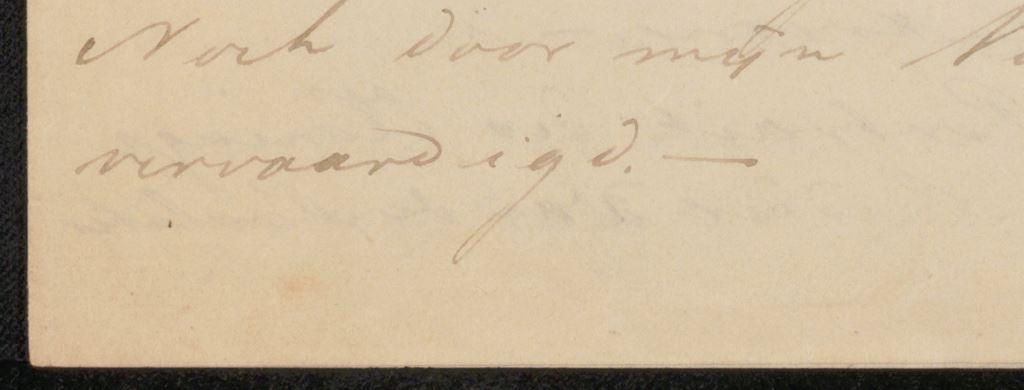 Noch door mijn
vervaardigd. —